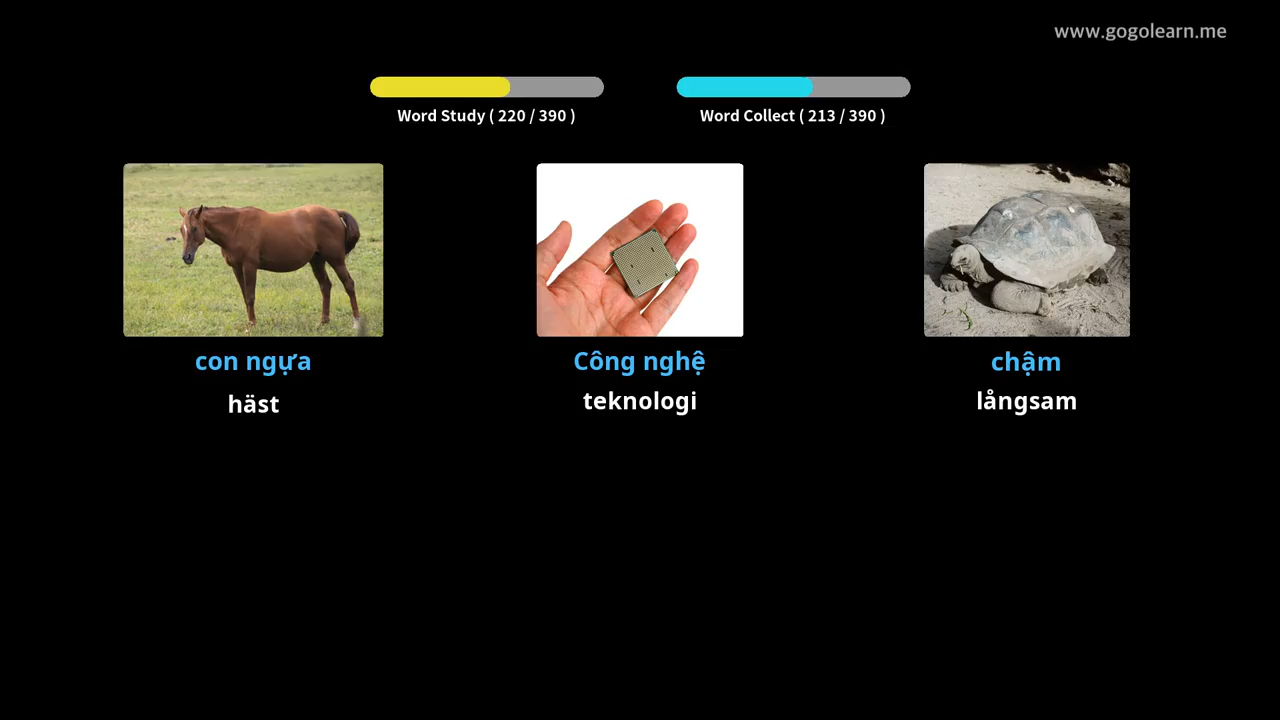 www.gogolearn.me
Word Study ( 220 / 390 )
Word Collect ( 213 / 390 )
con ngựa
Công nghệ
chậm
häst
teknologi
långsam